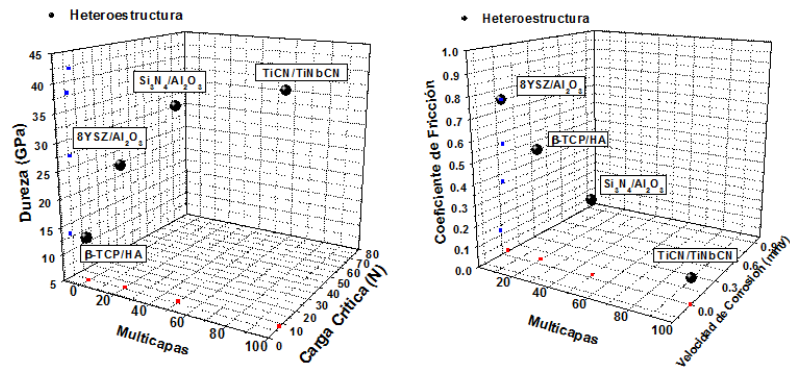 Heteroestructura
45
40
35
30
25
20
15
10
5
Dureza (GPa)
Si₃N₄/Al₂O₃
TiCN/TiNbCN
8YSZ/Al₂O₃
β-TCP/HA
0
20
40
60
80
100
Multicapas
0
10
20
30
40
50
60
70
80
Carga Critica (N)
Heteroestructura
1.0
0.9
0.8
0.7
0.6
0.5
0.4
0.3
0.2
0.1
0.0
Coeficiente de Fricción
8YSZ/Al₂O₃
β-TCP/HA
Si₃N₄/Al₂O₃
TiCN/TiNbCN
20
40
60
80
100
Multicapas
0.0
0.3
0.6
0.9
Velocidad de Corrosión